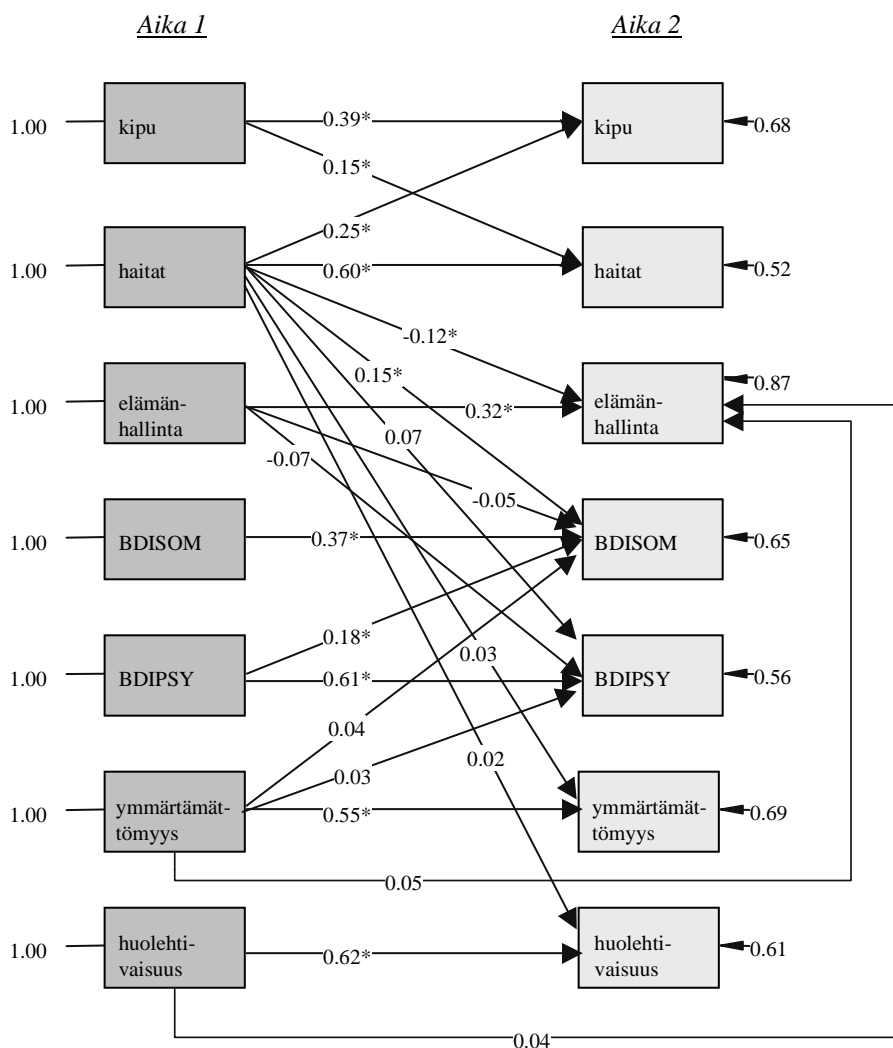 Aika 1
Aika 2
1.00
kipu
0.39*
kipu
0.68
0.15*
0.25*
1.00
haitat
0.60*
haitat
0.52
-0.12*
0.15*
1.00
elämän-
hallinta
0.32*
elämän-
hallinta
0.87
0.07
-0.07
-0.05
1.00
BDISOM
0.37*
BDISOM
0.65
0.18*
0.03
1.00
BDIPSY
0.61*
BDIPSY
0.56
0.04
0.02
0.03
1.00
ymmärtämät-
tömyys
0.55*
ymmärtämät-
tömyys
0.69
0.05
1.00
huolehti-
vaisuus
0.62*
huolehti-
vaisuus
0.61
0.04